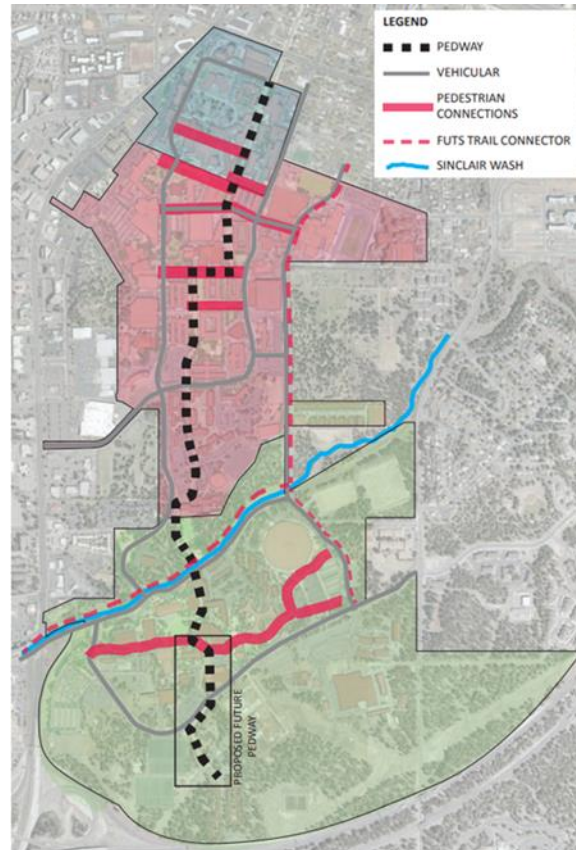 LEGEND
PEDWAY
VEHICULAR
PEDESTRIAN
CONNECTIONS
FUTS TRAIL CONNECTOR
SINCLAIR WASH
PROPOSED FUTURE
PEDWAY